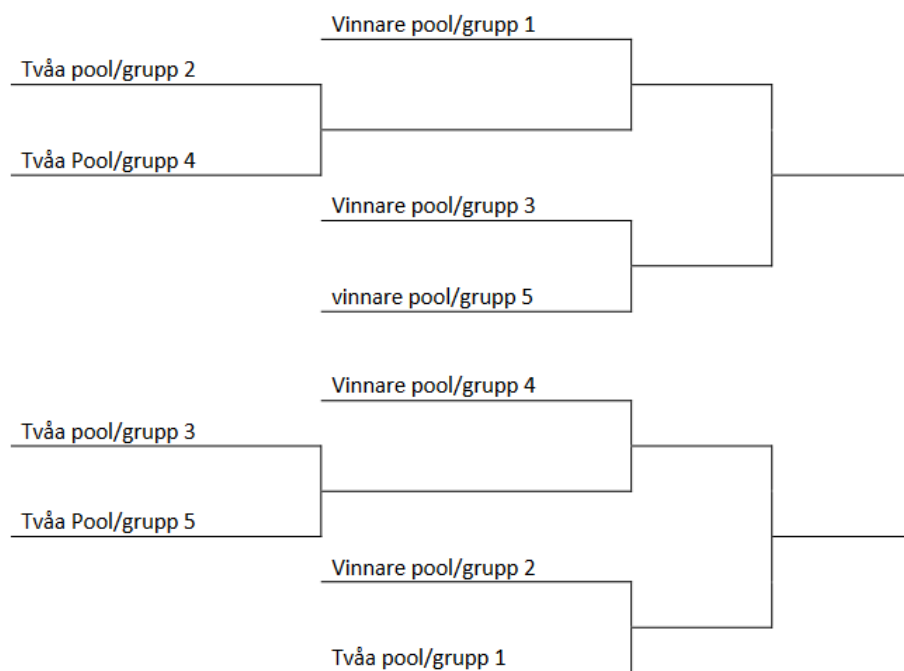 Vinnare pool/grupp 1
Tvåa pool/grupp 2
Tvåa Pool/grupp 4
Vinnare pool/grupp 3
vinnare pool/grupp 5
Vinnare pool/grupp 4
Tvåa pool/grupp 3
Tvåa Pool/grupp 5
Vinnare pool/grupp 2
Tvåa pool/grupp 1